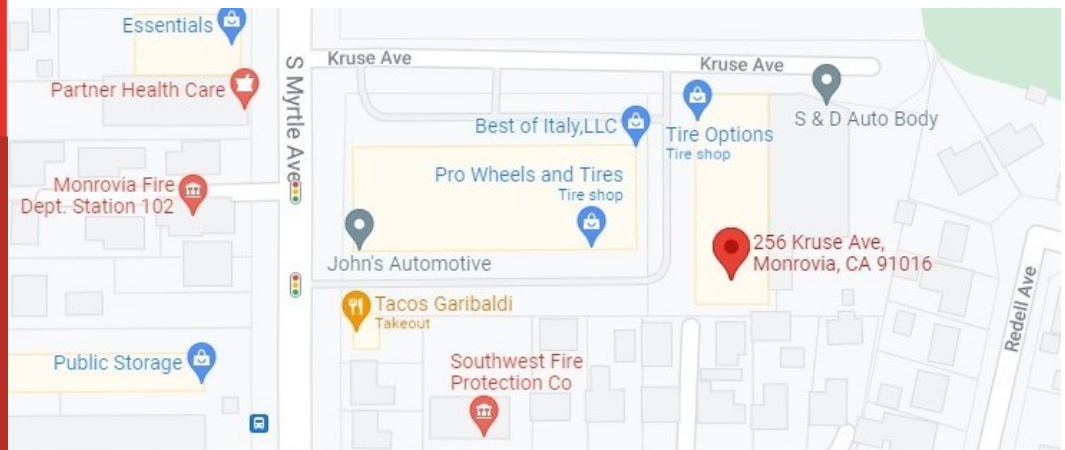 Essentials
Partner Health Care
S Myrtle Ave
Kruse Ave
Kruse Ave
Best of Italy,LLC
Tire Options
Tire shop
S & D Auto Body
Pro Wheels and Tires
Tire shop
Monrovia Fire
Dept. Station 102
John's Automotive
256 Kruse Ave,
Monrovia, CA 91016
Tacos Garibaldi
Takeout
Public Storage
Southwest Fire
Protection Co
Redell Ave